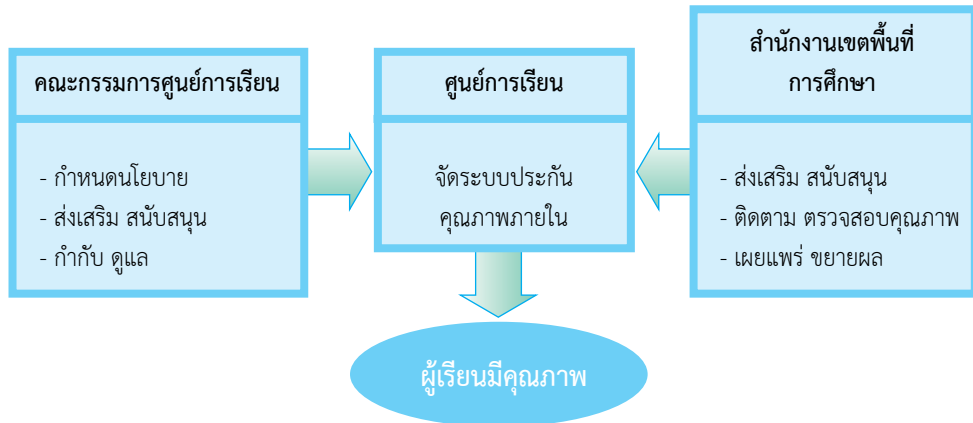 คณะกรรมการศูนย์การเรียน
- กำหนดนโยบาย
- ส่งเสริม สนับสนุน
- กำกับ ดูแล
ศูนย์การเรียน
จัดระบบประกัน
คุณภาพภายใน
สำนักงานเขตพื้นที่
การศึกษา
- ส่งเสริม สนับสนุน
- ติดตาม ตรวจสอบคุณภาพ
- เผยแพร่ ขยายผล
ผู้เรียนมีคุณภาพ